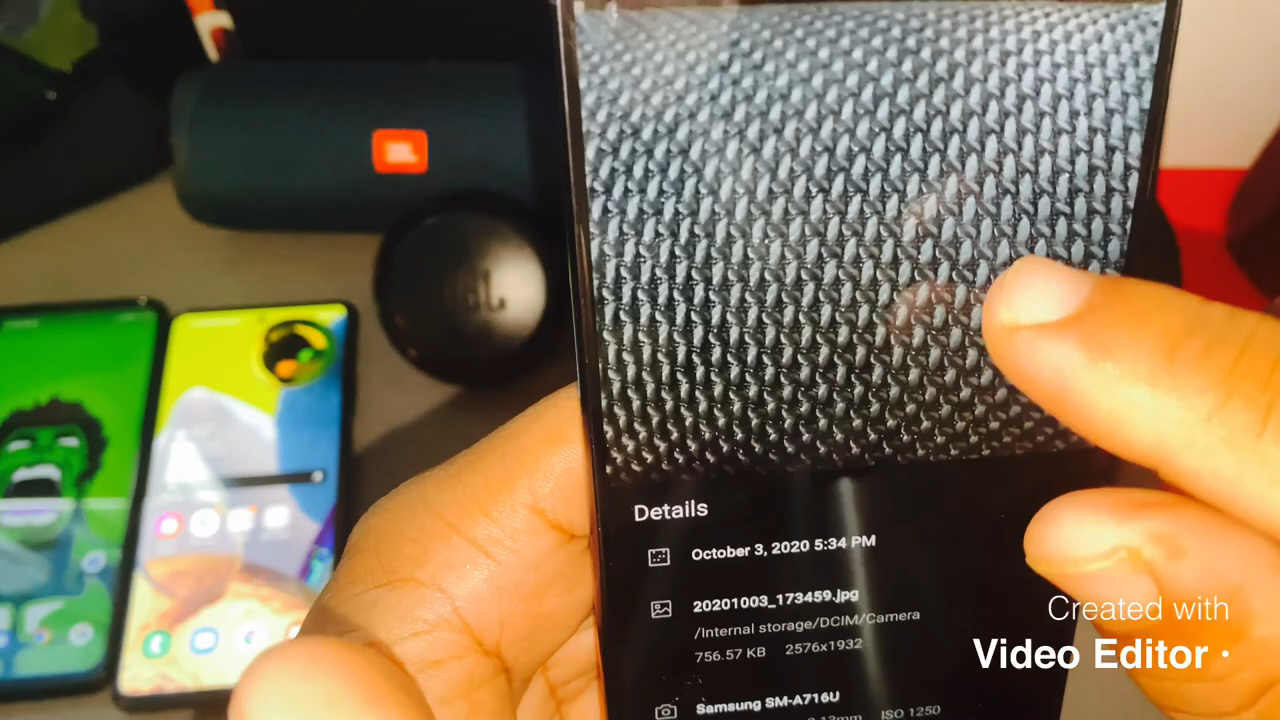 JBL
JBL
Details
October 3, 2020 5:34 PM
20201003_173459.jpg
/Internal storage/DCIM/Camera
756.57 KB 2576x1932
Samsung SM-A716U
ISO 1250
Created with
Video Editor